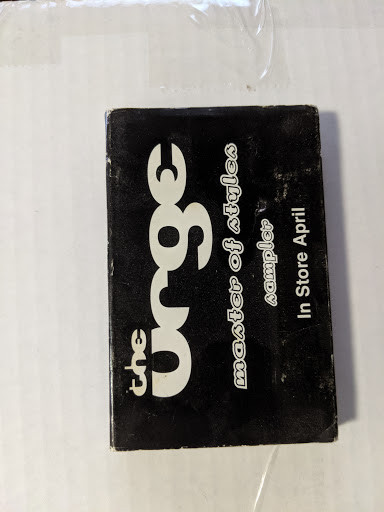 the
urge
master of styles
sampler
In Store April